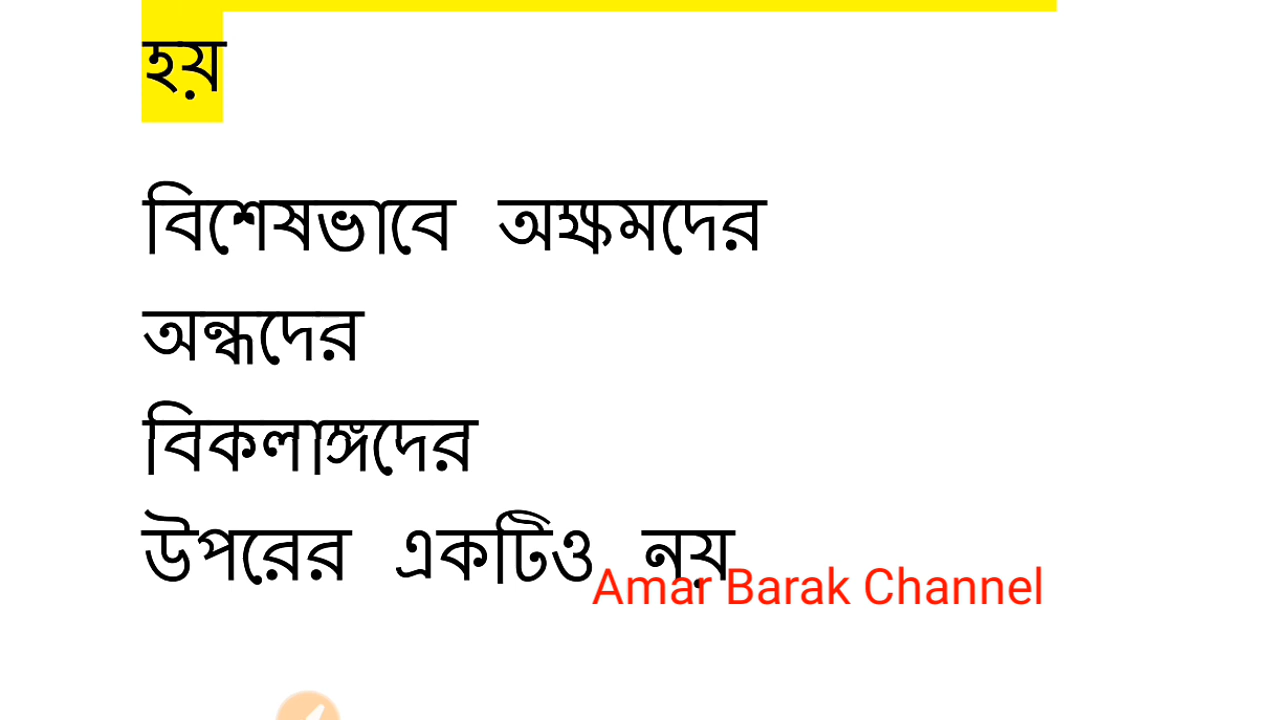 হয়
বিশেষভাবে অক্ষমদের
অন্ধদের
বিকলাঙ্গদের
উপরের একটিও নয়
Amar Barak Channel